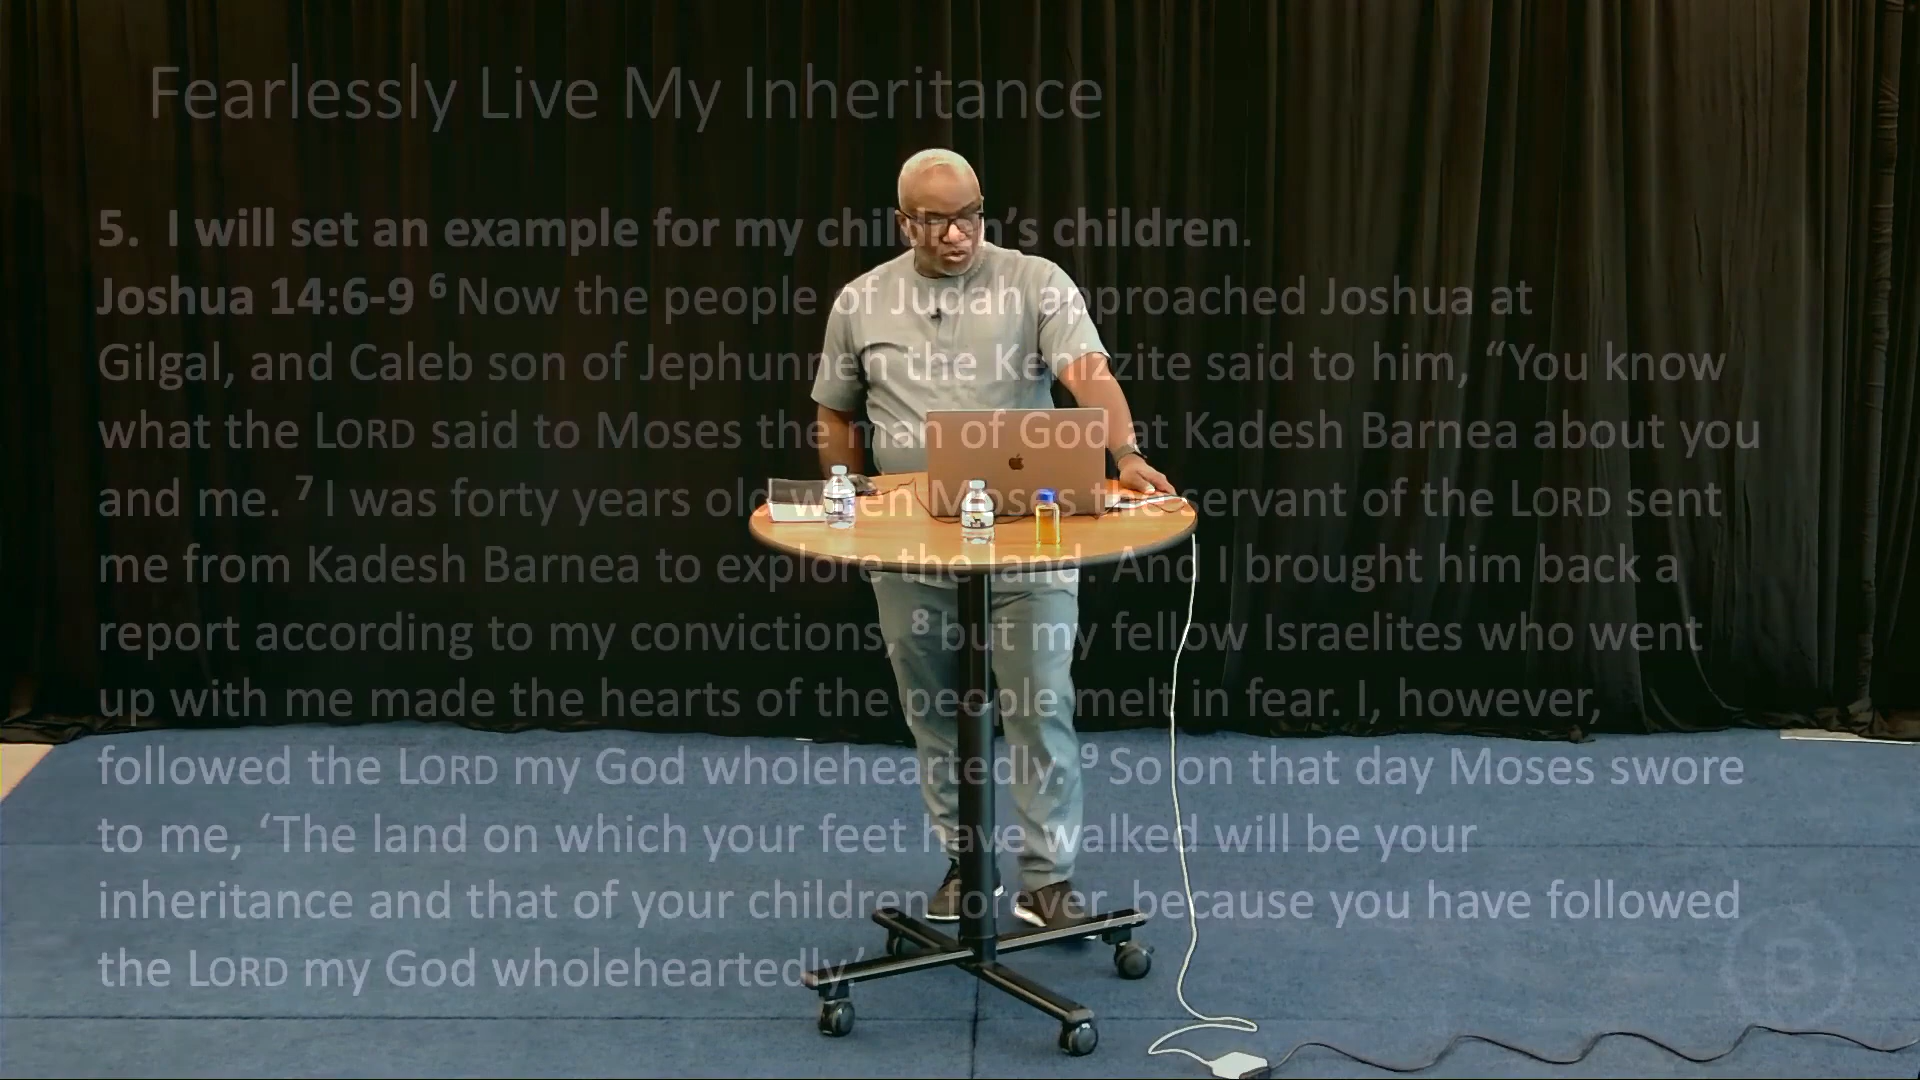 Fearlessly Live My Inheritance
5. I will set an example for my children’s children.
Joshua 14:6-9 ⁶ Now the people of Judah approached Joshua at
Gilgal, and Caleb son of Jephunneh the Kenizzite said to him, “You know
what the LORD said to Moses the man of God at Kadesh Barnea about you
and me. ⁷ I was forty years old when Moses the servant of the LORD sent
me from Kadesh Barnea to explore the land. And I brought him back a
report according to my convictions, ⁸ but my fellow Israelites who went
up with me made the hearts of the people melt in fear. I, however,
followed the LORD my God wholeheartedly. ⁹ So on that day Moses swore
to me, ‘The land on which your feet have walked will be your
inheritance and that of your children forever, because you have followed
the LORD my God wholeheartedly.’
B